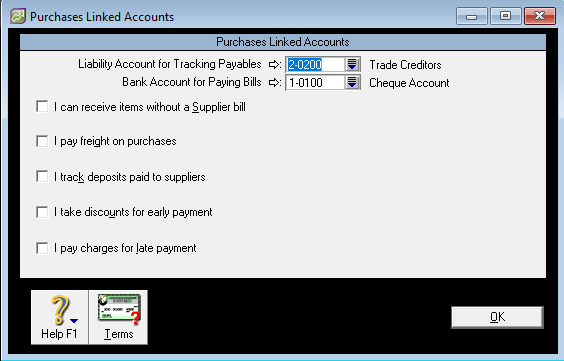 Purchases Linked Accounts
Purchases Linked Accounts
Liability Account for Tracking Payables ⇨: 2-0200 Trade Creditors
Bank Account for Paying Bills ⇨: 1-0100 Cheque Account
I can receive items without a Supplier bill
I pay freight on purchases
I track deposits paid to suppliers
I take discounts for early payment
I pay charges for late payment
Help F1 Terms OK